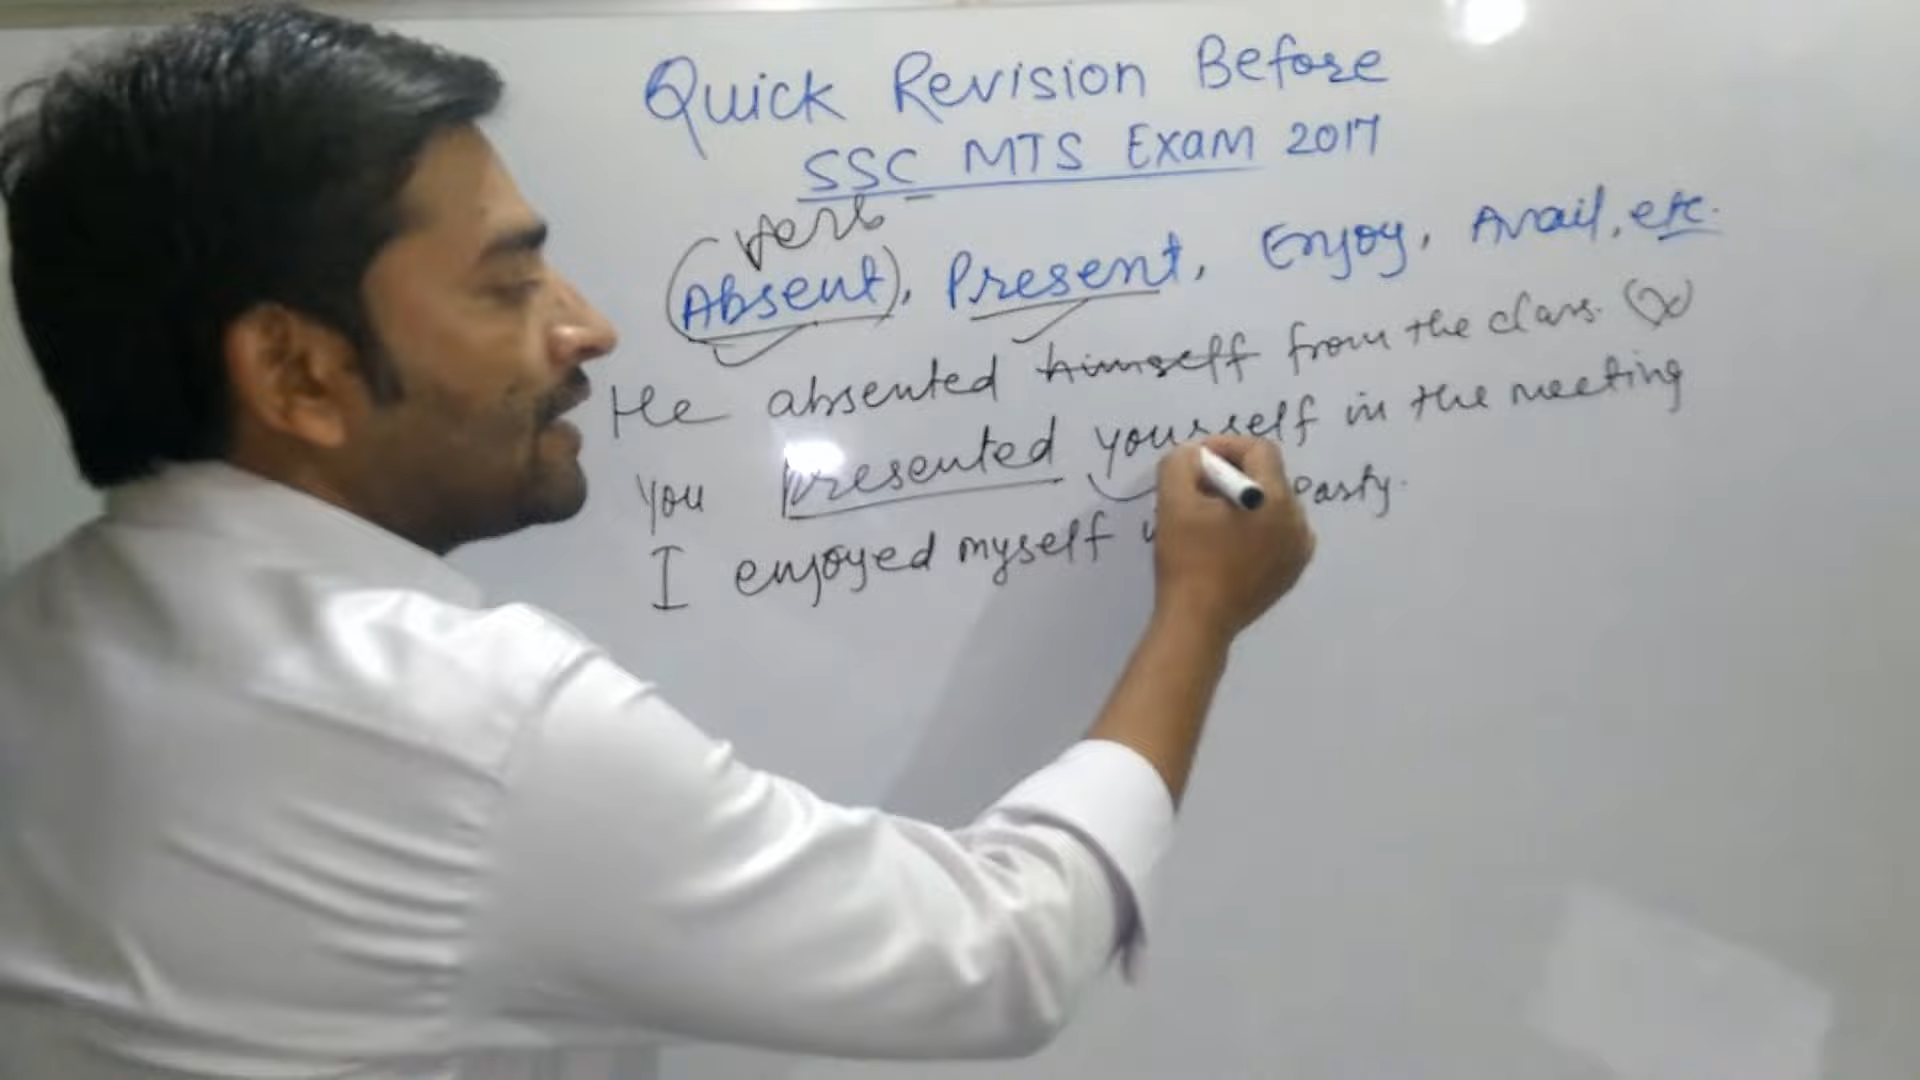 Quick Revision Before
SSC MTS Exam 2017
verb
(Absent), Present, Enjoy, Avail, etc.
He absented himself from the class. (x)
You presented yourself in the meeting
I enjoyed myself party.